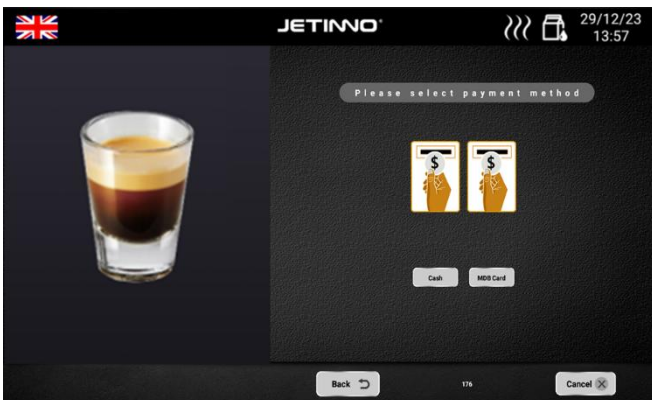 JETINNO
29/12/23
13:57
Please select payment method
$ $
Cash MDB Card
Back 176 Cancel